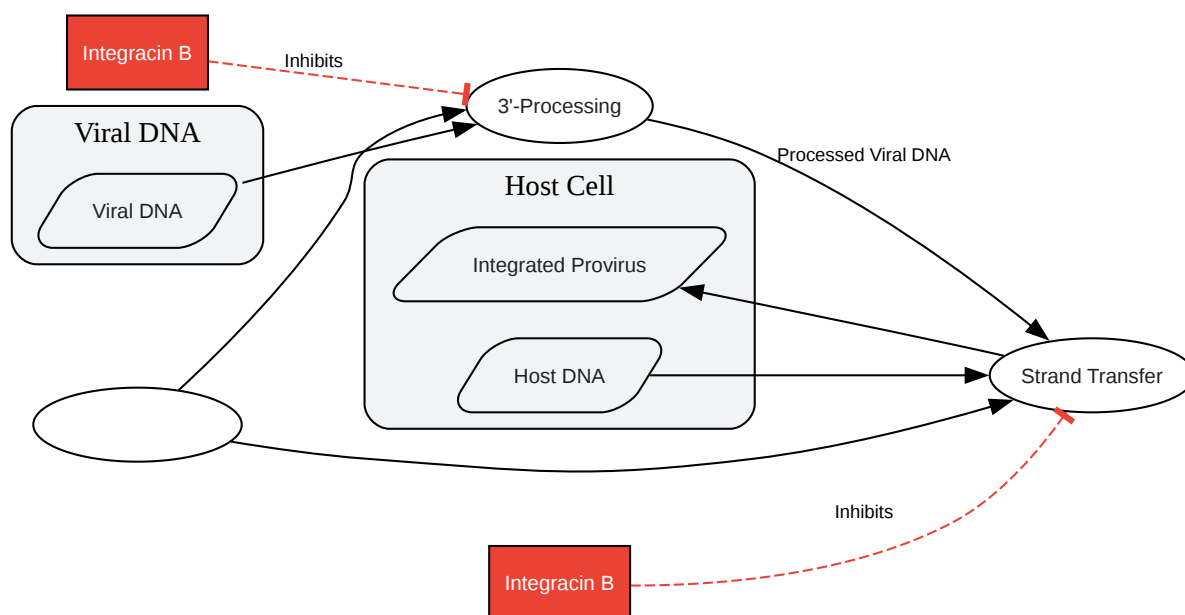 Integracin B
Inhibits
3'-Processing
Viral DNA
Processed Viral DNA
Host Cell
Viral DNA
Integrated Provirus
Host DNA
Strand Transfer
Inhibits
Integracin B